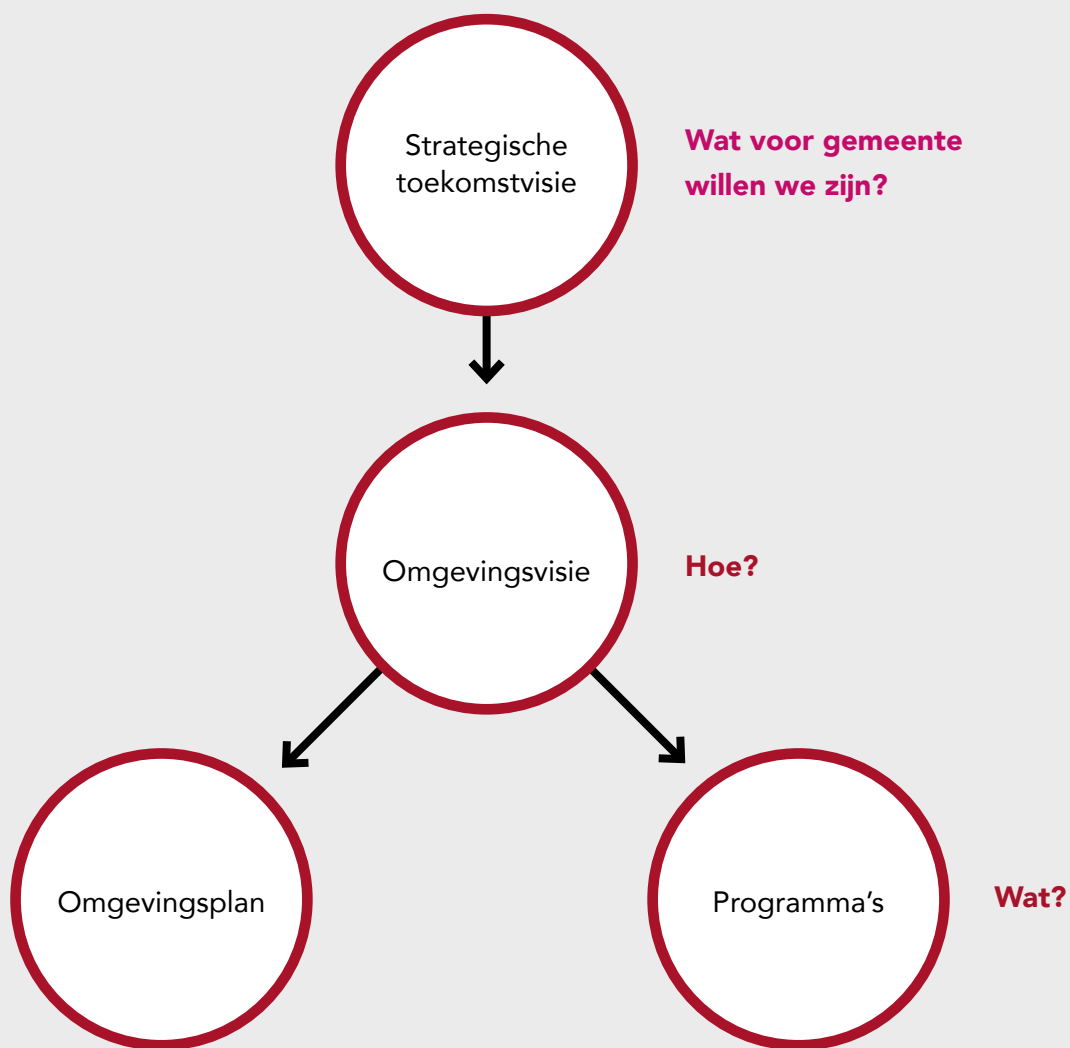 Strategische
toekomstvisie
Wat voor gemeente
willen we zijn?
Omgevingsvisie
Hoe?
Omgevingsplan
Programma's
Wat?